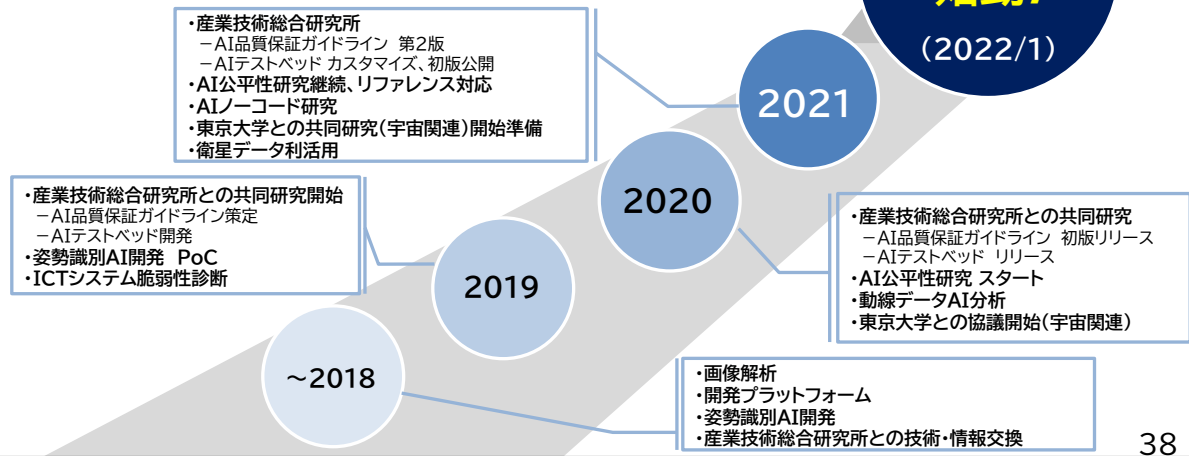 (2022/1)
・産業技術総合研究所
－AI品質保証ガイドライン 第2版
－AIテストベッド カスタマイズ、初版公開
・AI公平性研究継続、リファレンス対応
・AIノーコード研究
・東京大学との共同研究(宇宙関連)開始準備
・衛星データ利活用
2021
・産業技術総合研究所との共同研究開始
－AI品質保証ガイドライン策定
－AIテストベッド開発
・姿勢識別AI開発 PoC
・ICTシステム脆弱性診断
2020
・産業技術総合研究所との共同研究
－AI品質保証ガイドライン 初版リリース
－AIテストベッド リリース
・AI公平性研究 スタート
・動線データAI分析
・東京大学との協議開始(宇宙関連)
2019
～2018
・画像解析
・開発プラットフォーム
・姿勢識別AI開発
・産業技術総合研究所との技術・情報交換
38